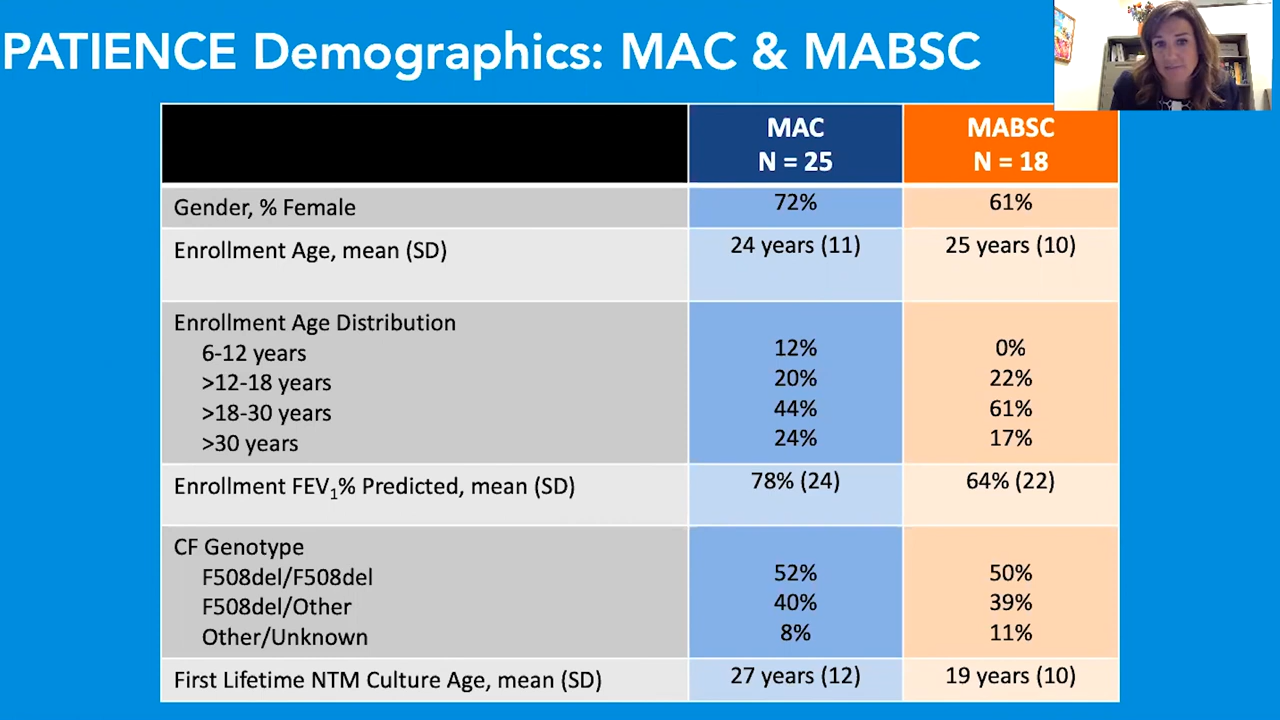 PATIENCE Demographics: MAC & MABSC
MAC MABSC
N = 25 N = 18
Gender, % Female 72% 61%
Enrollment Age, mean (SD) 24 years (11) 25 years (10)
Enrollment Age Distribution
6-12 years 12% 0%
>12-18 years 20% 22%
>18-30 years 44% 61%
>30 years 24% 17%
Enrollment FEV₁% Predicted, mean (SD) 78% (24) 64% (22)
CF Genotype
F508del/F508del 52% 50%
F508del/Other 40% 39%
Other/Unknown 8% 11%
First Lifetime NTM Culture Age, mean (SD) 27 years (12) 19 years (10)